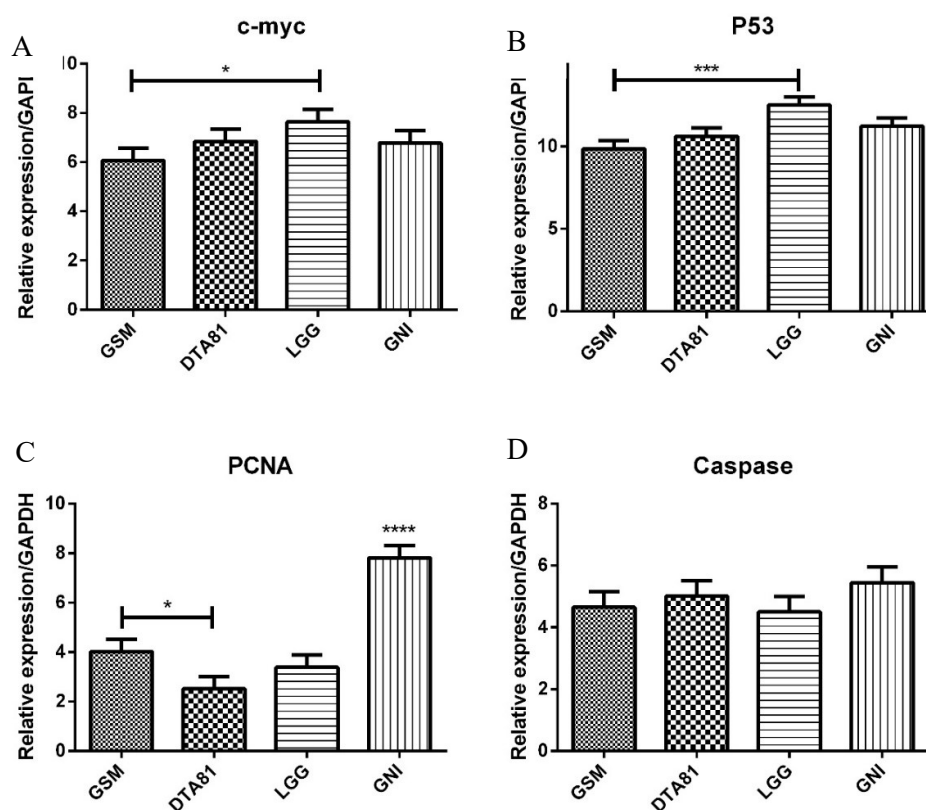 A
c-myc
Relative expression/GAPI
10
8
6
4
2
0
*
GSM
DTA81
LGG
GNI
B
P53
Relative expression/GAPI
10
5
0
***
GSM
DTA81
LGG
GNI
C
PCNA
Relative expression/GAPDH
10
8
6
4
2
0
*
****
GSM
DTA81
LGG
GNI
D
Caspase
Relative expression/GAPDH
8
6
4
2
0
GSM
DTA81
LGG
GNI